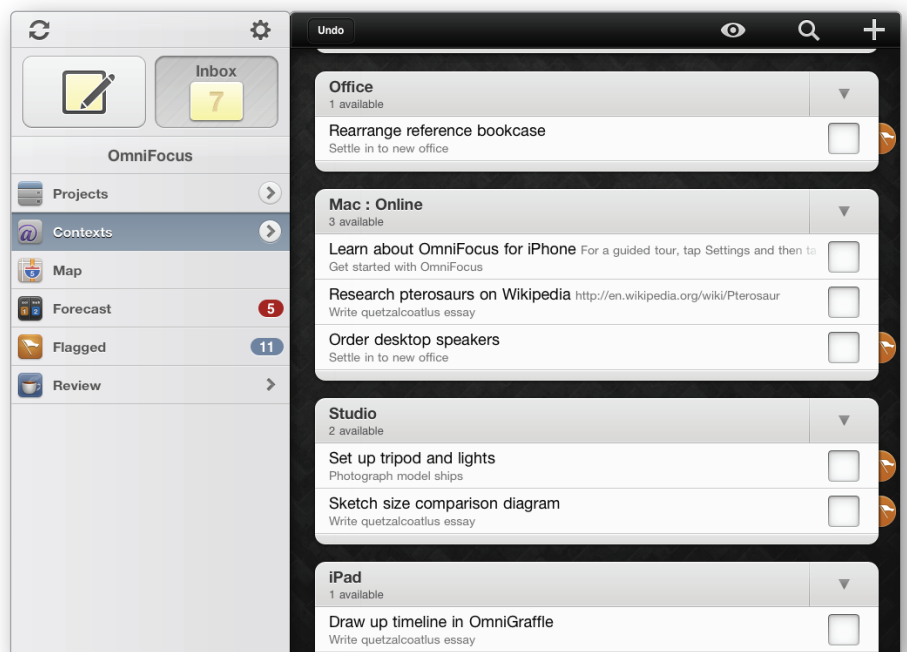 Undo
Inbox
7
OmniFocus
Projects
Contexts
Map
Forecast
5
Flagged
11
Review
Office
1 available
Rearrange reference bookcase
Settle in to new office
Mac : Online
3 available
Learn about OmniFocus for iPhone For a guided tour, tap Settings and then ta
Get started with OmniFocus
Research pterosaurs on Wikipedia http://en.wikipedia.org/wiki/Pterosaur
Write quetzalcoatlus essay
Order desktop speakers
Settle in to new office
Studio
2 available
Set up tripod and lights
Photograph model ships
Sketch size comparison diagram
Write quetzalcoatlus essay
iPad
1 available
Draw up timeline in OmniGraffle
Write quetzalcoatlus essay